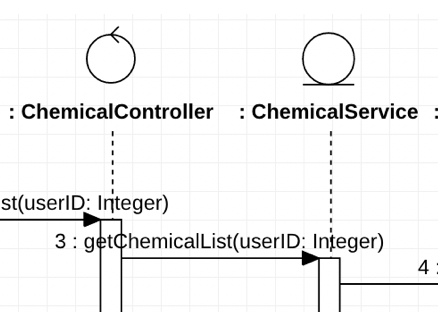 : ChemicalController
: ChemicalService
:
st(userID: Integer)
3 : getChemicalList(userID: Integer)
4 :